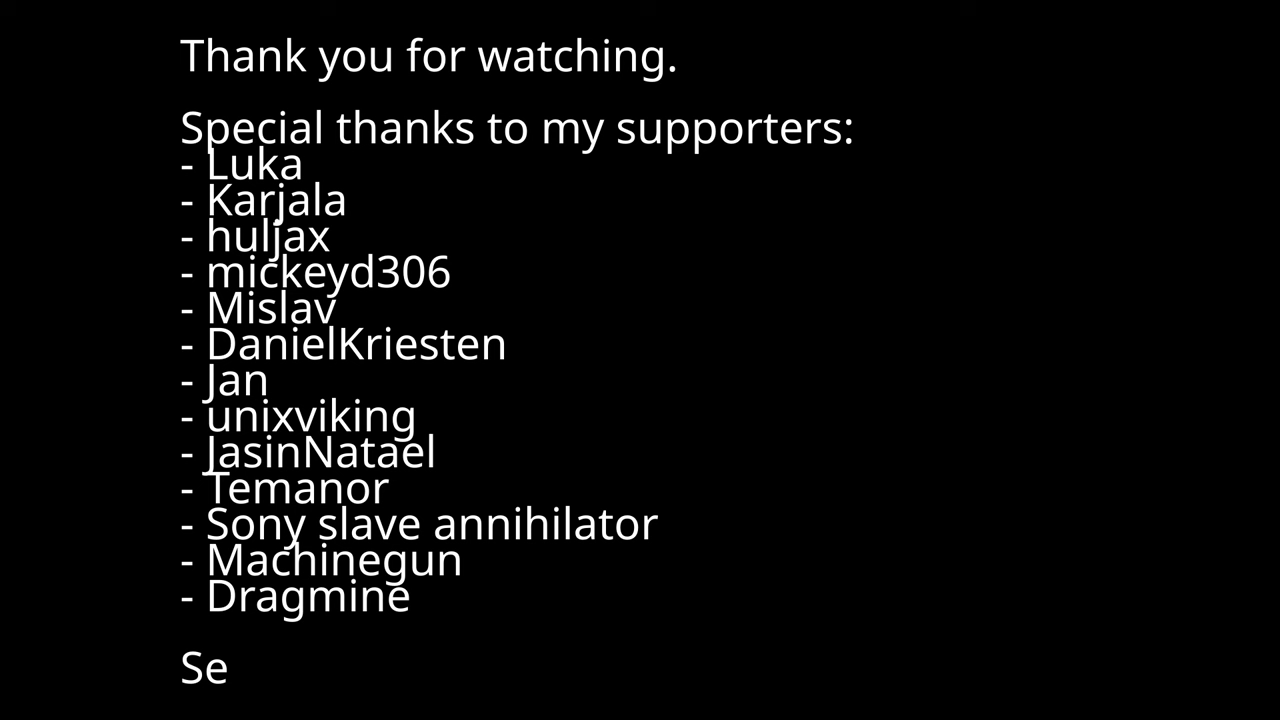 Thank you for watching.
Special thanks to my supporters:
- Luka
- Karjala
- huljax
- mickeyd306
- Mislav
- DanielKriesten
- Jan
- unixviking
- JasinNatael
- Temanor
- Sony slave annihilator
- Machinegun
- Dragmine
Se